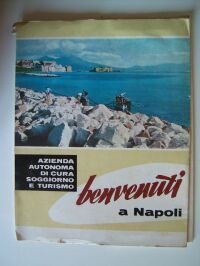 AZIENDA
AUTONOMA
DI CURA
SOGGIORNO
E TURISMO
benvenuti
a Napoli